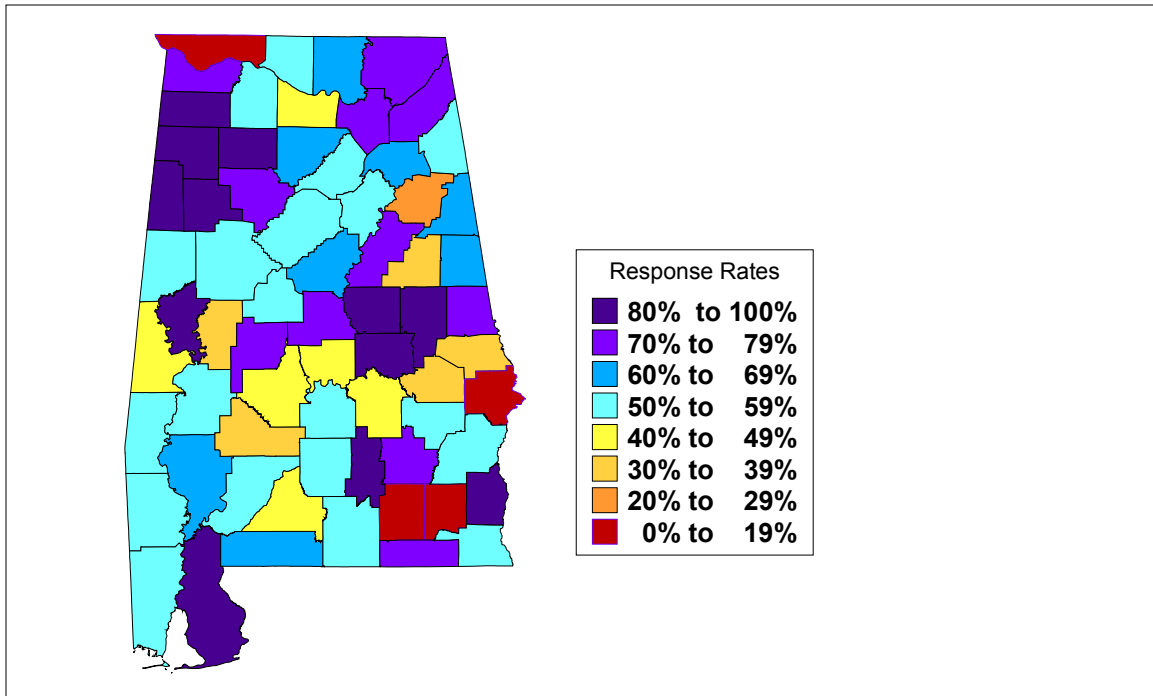 Response Rates
80% to 100%
70% to 79%
60% to 69%
50% to 59%
40% to 49%
30% to 39%
20% to 29%
0% to 19%